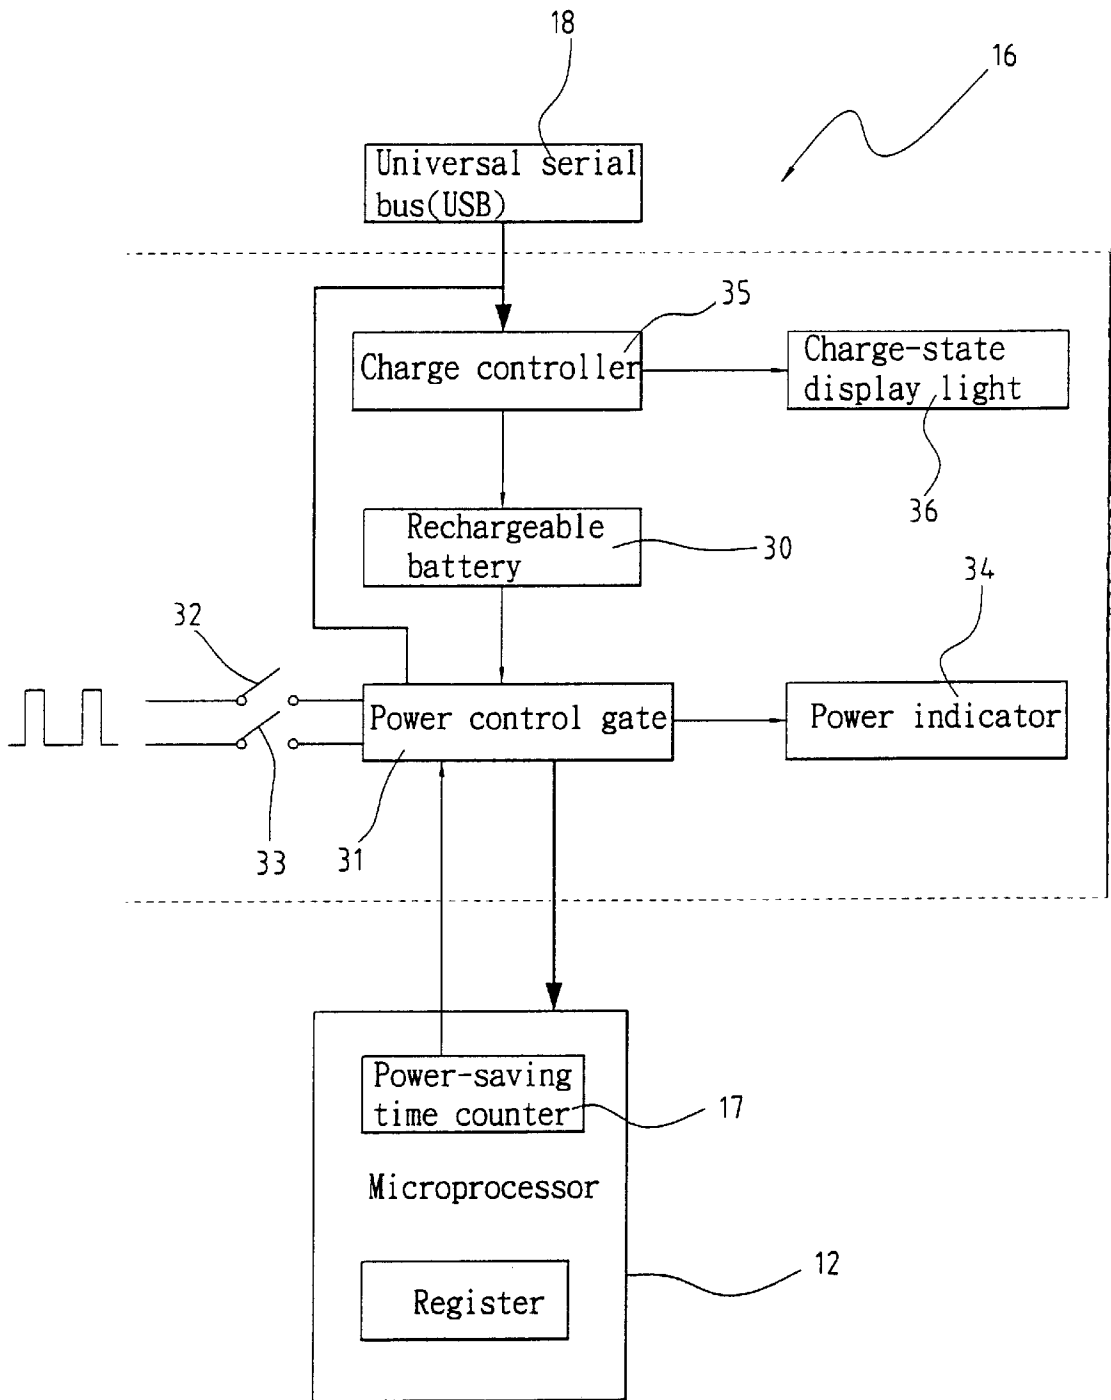 18
16
Universal serial
bus(USB)
35
Charge controller
Charge-state
display light
36
Rechargeable
battery
30
34
32
Power control gate
Power indicator
33
31
Power-saving
time counter
17
Microprocessor
12
Register